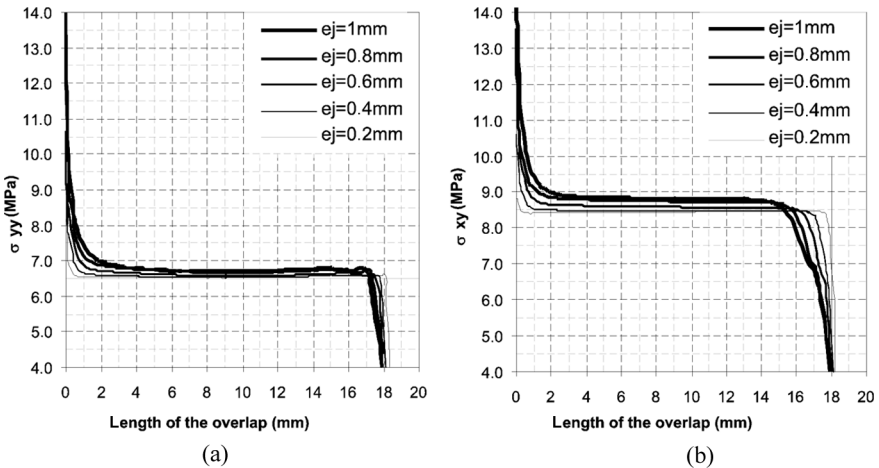 14.0
13.0
12.0
11.0
10.0
9.0
8.0
7.0
6.0
5.0
4.0
σ yy (MPa)
ej=1mm
ej=0.8mm
ej=0.6mm
ej=0.4mm
ej=0.2mm
0 2 4 6 8 10 12 14 16 18 20
Length of the overlap (mm)
(a)
14.0
13.0
12.0
11.0
10.0
9.0
8.0
7.0
6.0
5.0
4.0
σ xy (MPa)
ej=1mm
ej=0.8mm
ej=0.6mm
ej=0.4mm
ej=0.2mm
0 2 4 6 8 10 12 14 16 18 20
Length of the overlap (mm)
(b)